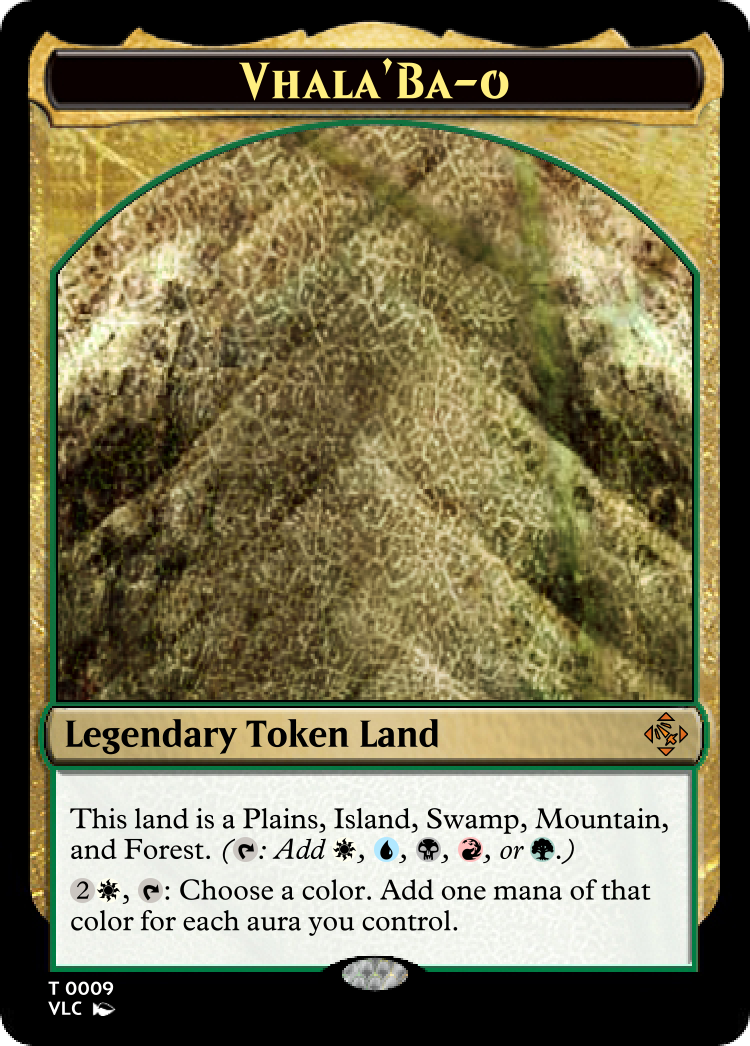 Vhala'Ba-o
Legendary Token Land
This land is a Plains, Island, Swamp, Mountain,
and Forest. (: Add , , , , or .)
2, : Choose a color. Add one mana of that
color for each aura you control.
T 0009
VLC